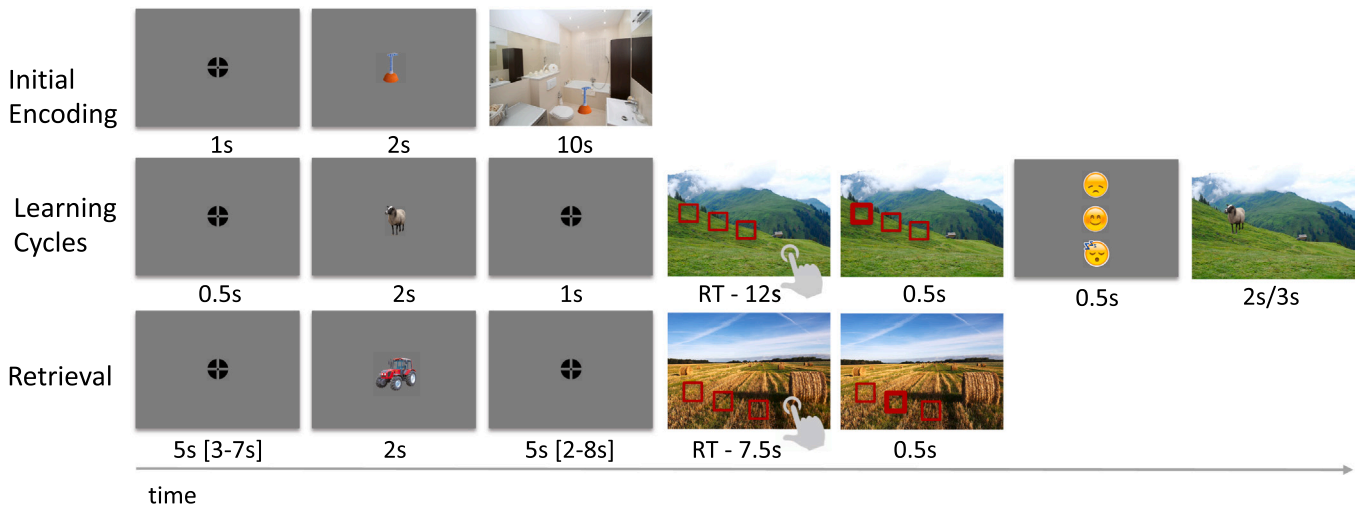 Initial
Encoding
1s
2s
10s
Learning
Cycles
0.5s
2s
1s
RT - 12s
0.5s
0.5s
2s/3s
Retrieval
5s [3-7s]
2s
5s [2-8s]
RT - 7.5s
0.5s
time